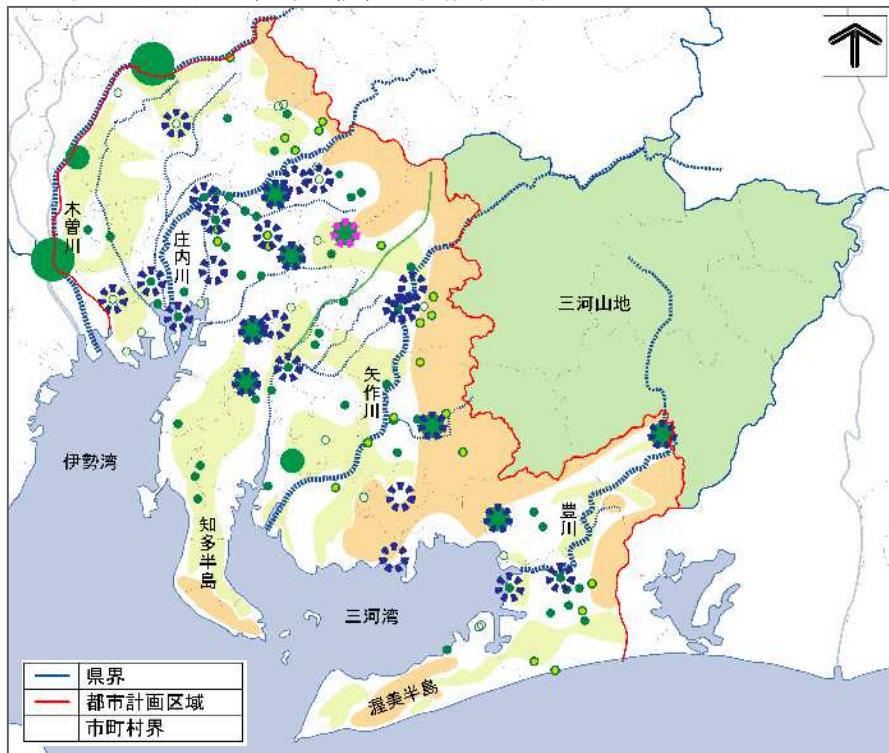 木曽川
庄内川
三河山地
矢作川
伊勢湾
知多半島
豊川
三河湾
渥美半島
県界
都市計画区域
市町村界